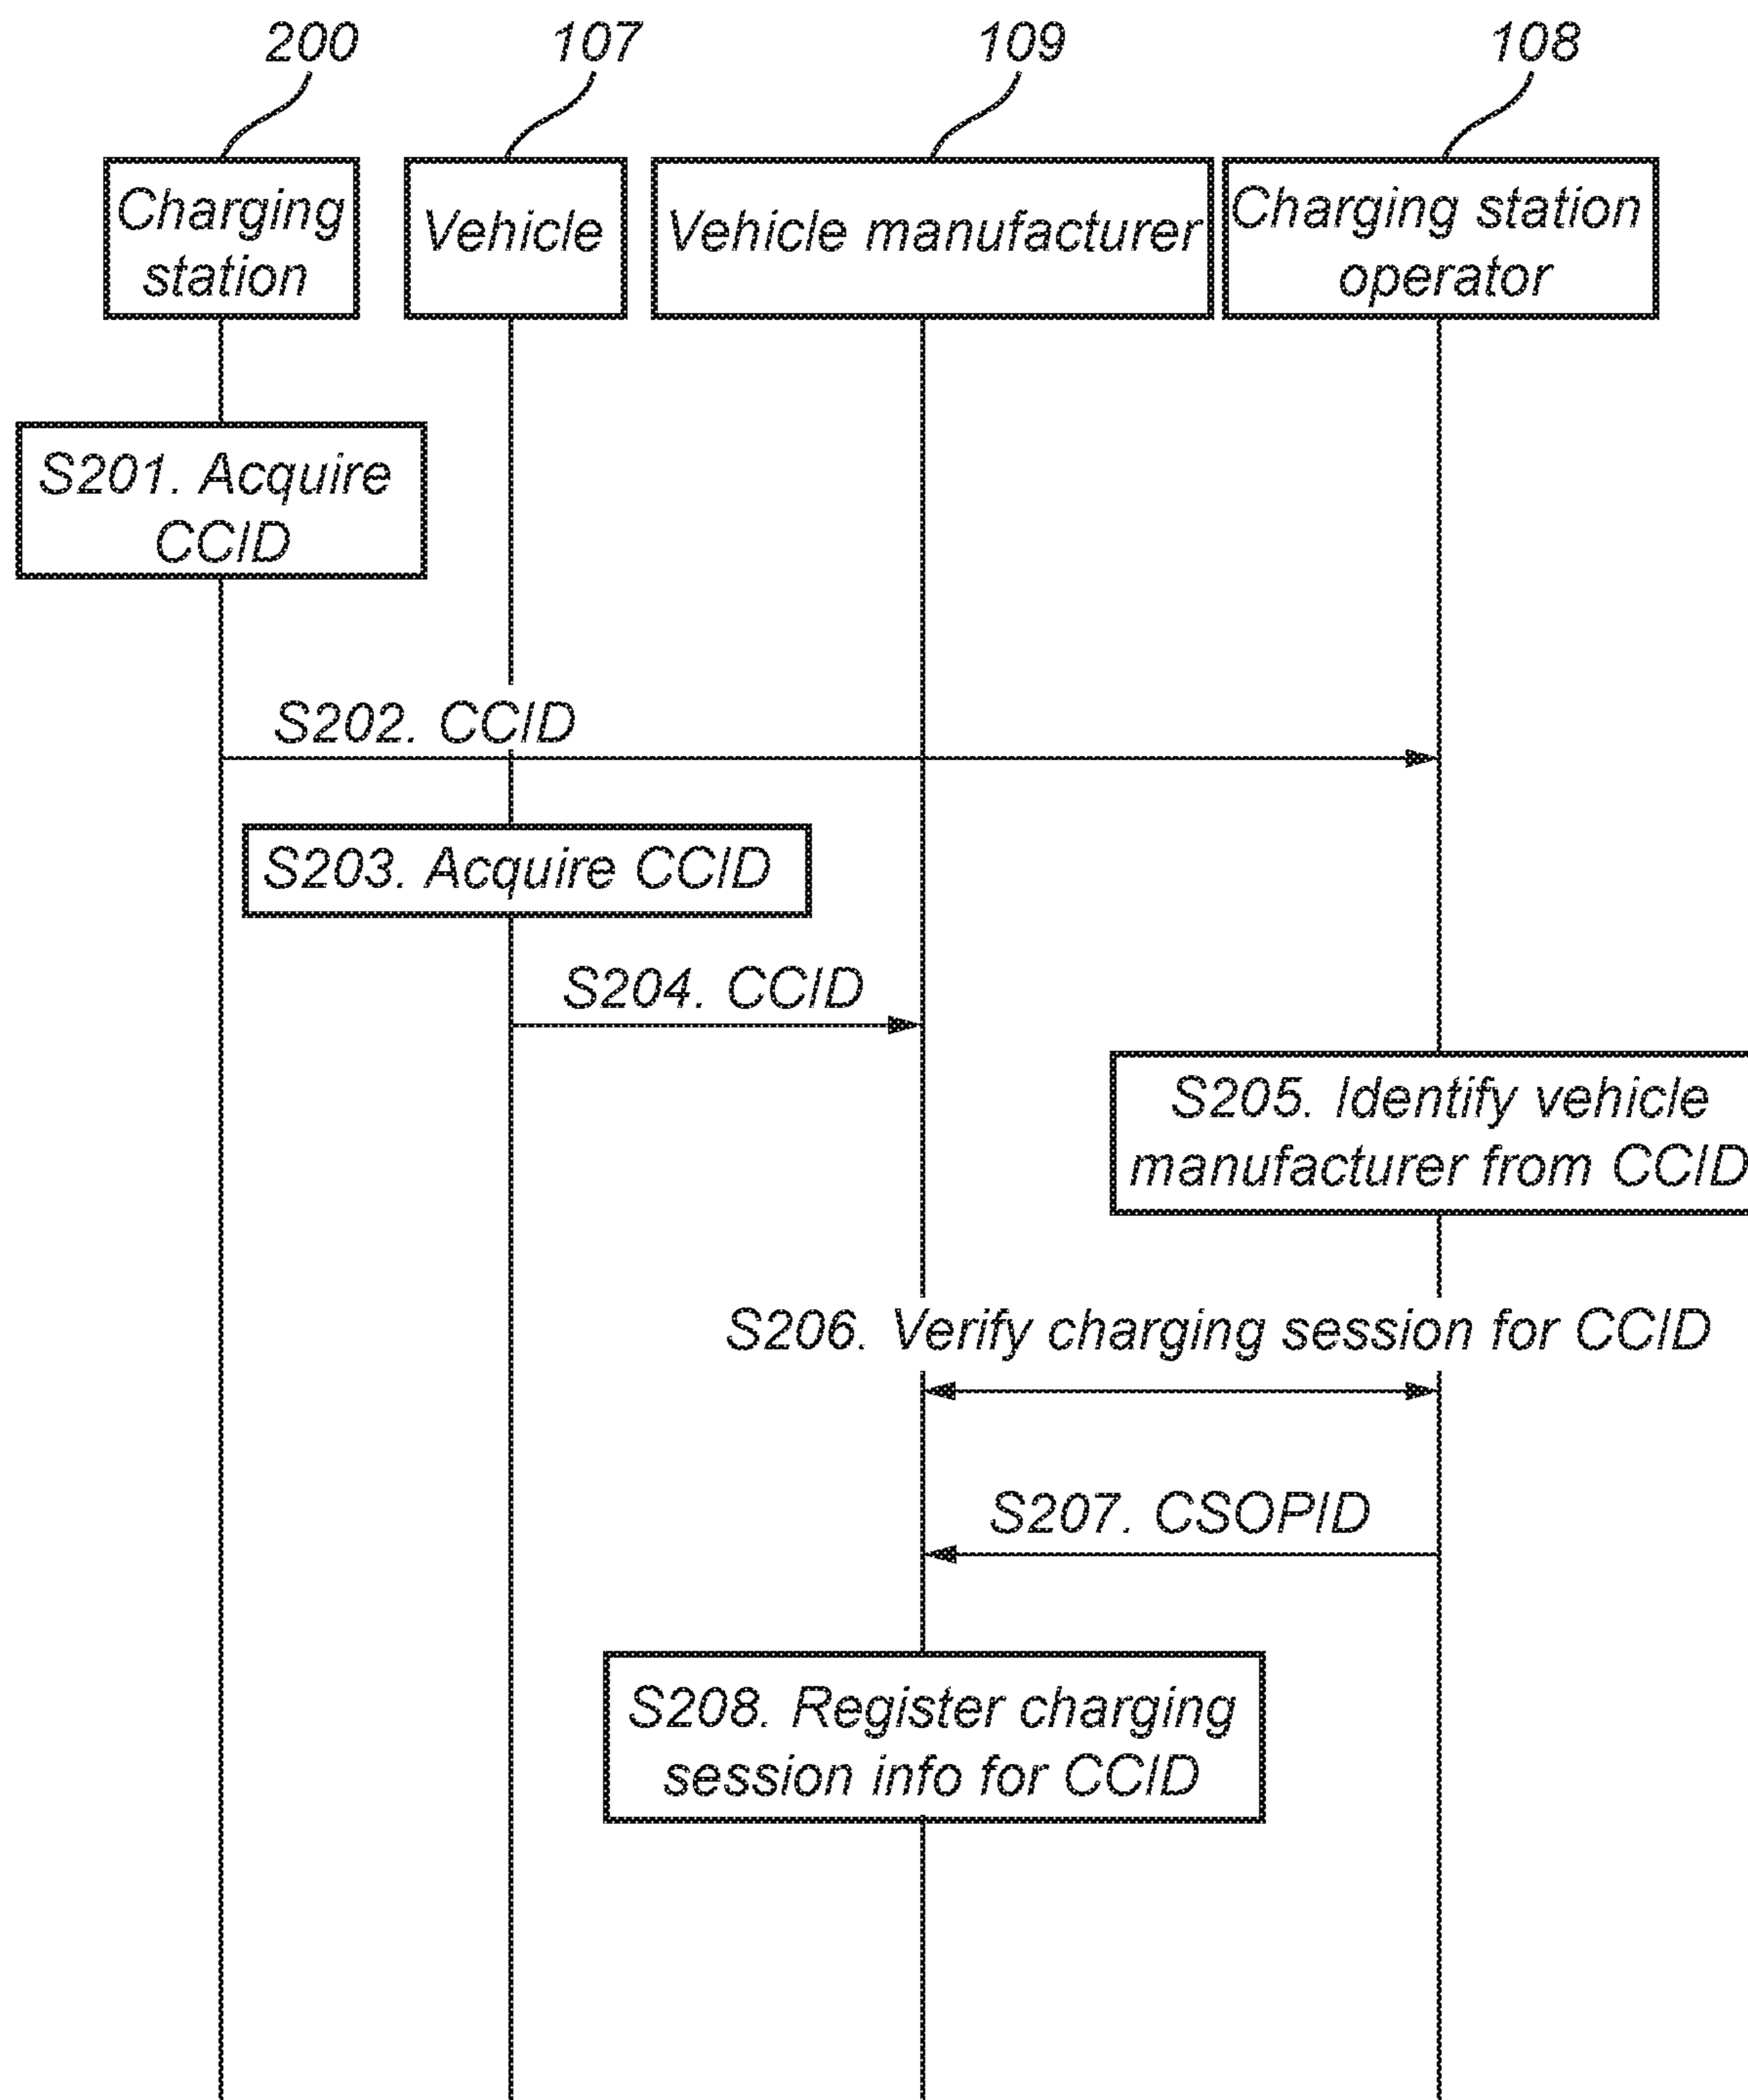 200
107
109
108
Charging
station
Vehicle
Vehicle manufacturer
Charging station
operator
S201. Acquire
CCID
S202. CCID
S203. Acquire CCID
S204. CCID
S205. Identify vehicle
manufacturer from CCID
S206. Verify charging session for CCID
S207. CSOPID
S208. Register charging
session info for CCID